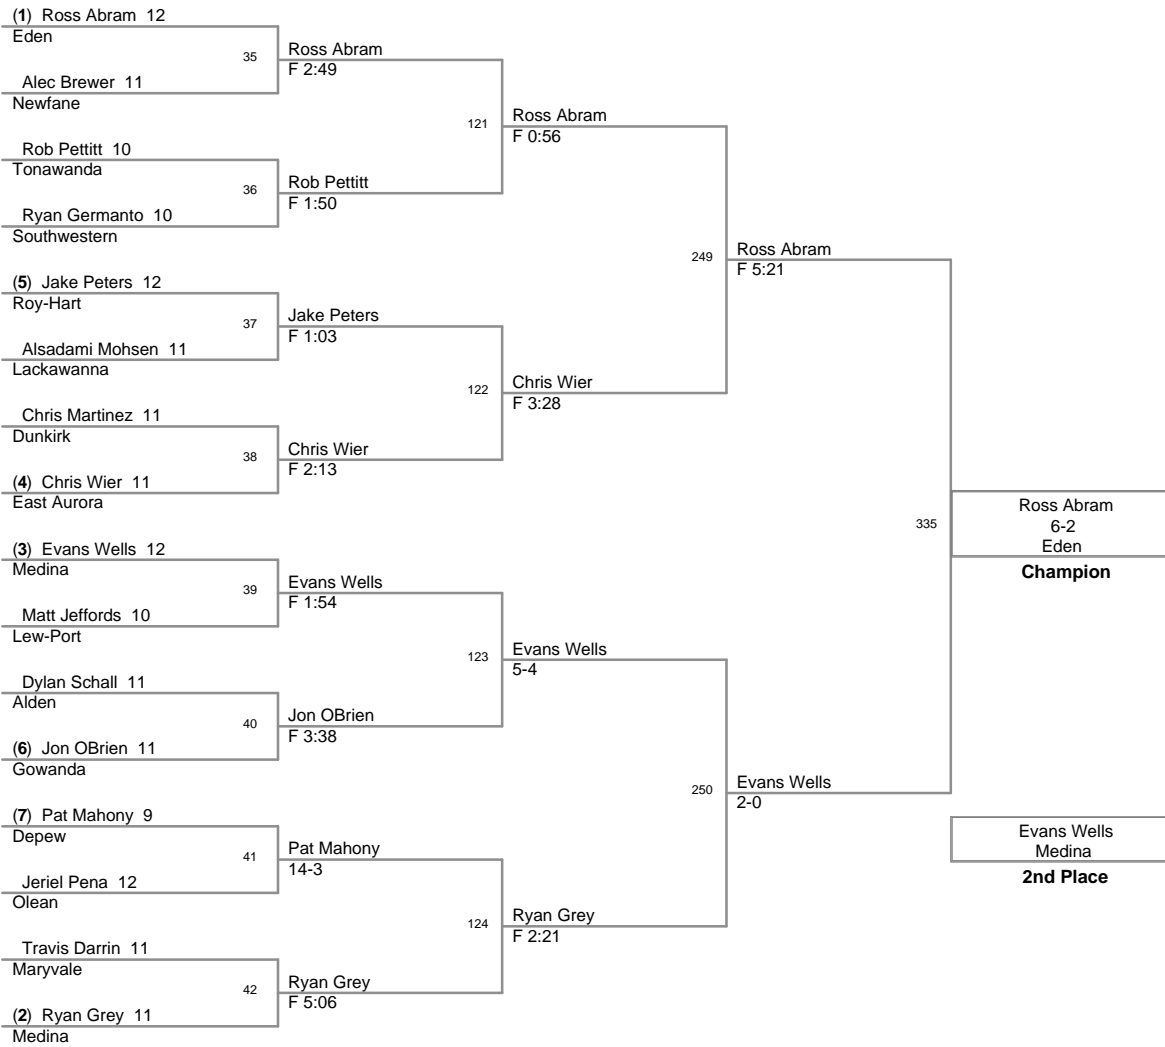 (1) Ross Abram 12
Eden
35
Alec Brewer 11
Newfane
Rob Pettitt 10
Tonawanda
36
Ryan Germanto 10
Southwestern
(5) Jake Peters 12
Roy-Hart
37
Alsadami Mohsen 11
Lackawanna
Chris Martinez 11
Dunkirk
38
(4) Chris Wier 11
East Aurora
(3) Evans Wells 12
Medina
39
Matt Jeffords 10
Lew-Port
Dylan Schall 11
Alden
40
(6) Jon OBrien 11
Gowanda
(7) Pat Mahony 9
Depew
41
Jeriel Pena 12
Olean
Travis Darrin 11
Maryvale
42
(2) Ryan Grey 11
Medina
Ross Abram
F 2:49
121
Rob Pettitt
F 1:50
Jake Peters
F 1:03
122
Chris Wier
F 2:13
Evans Wells
F 1:54
123
Jon OBrien
F 3:38
Pat Mahony
14-3
124
Ryan Grey
F 5:06
Ross Abram
F 0:56
249
Chris Wier
F 3:28
Evans Wells
5-4
250
Ryan Grey
F 2:21
Ross Abram
F 5:21
335
Evans Wells
2-0
Ross Abram
6-2
Eden
Champion
Evans Wells
Medina
2nd Place